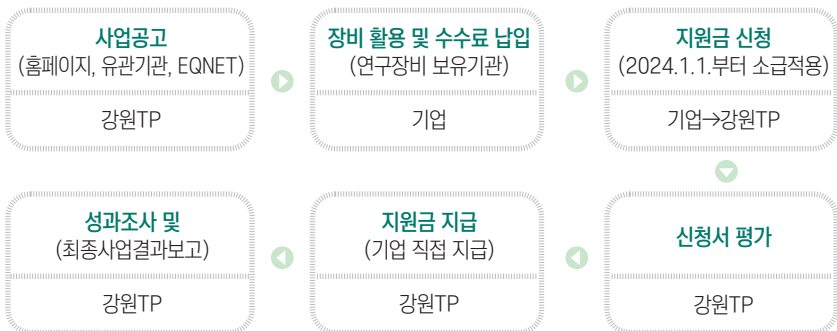 사업공고
(홈페이지, 유관기관, EQNET)
강원TP
장비 활용 및 수수료 납입
(연구장비 보유기관)
기업
지원금 신청
(2024.1.1.부터 소급적용)
기업→강원TP
신청서 평가
강원TP
지원금 지급
(기업 직접 지급)
강원TP
성과조사 및
(최종사업결과보고)
강원TP